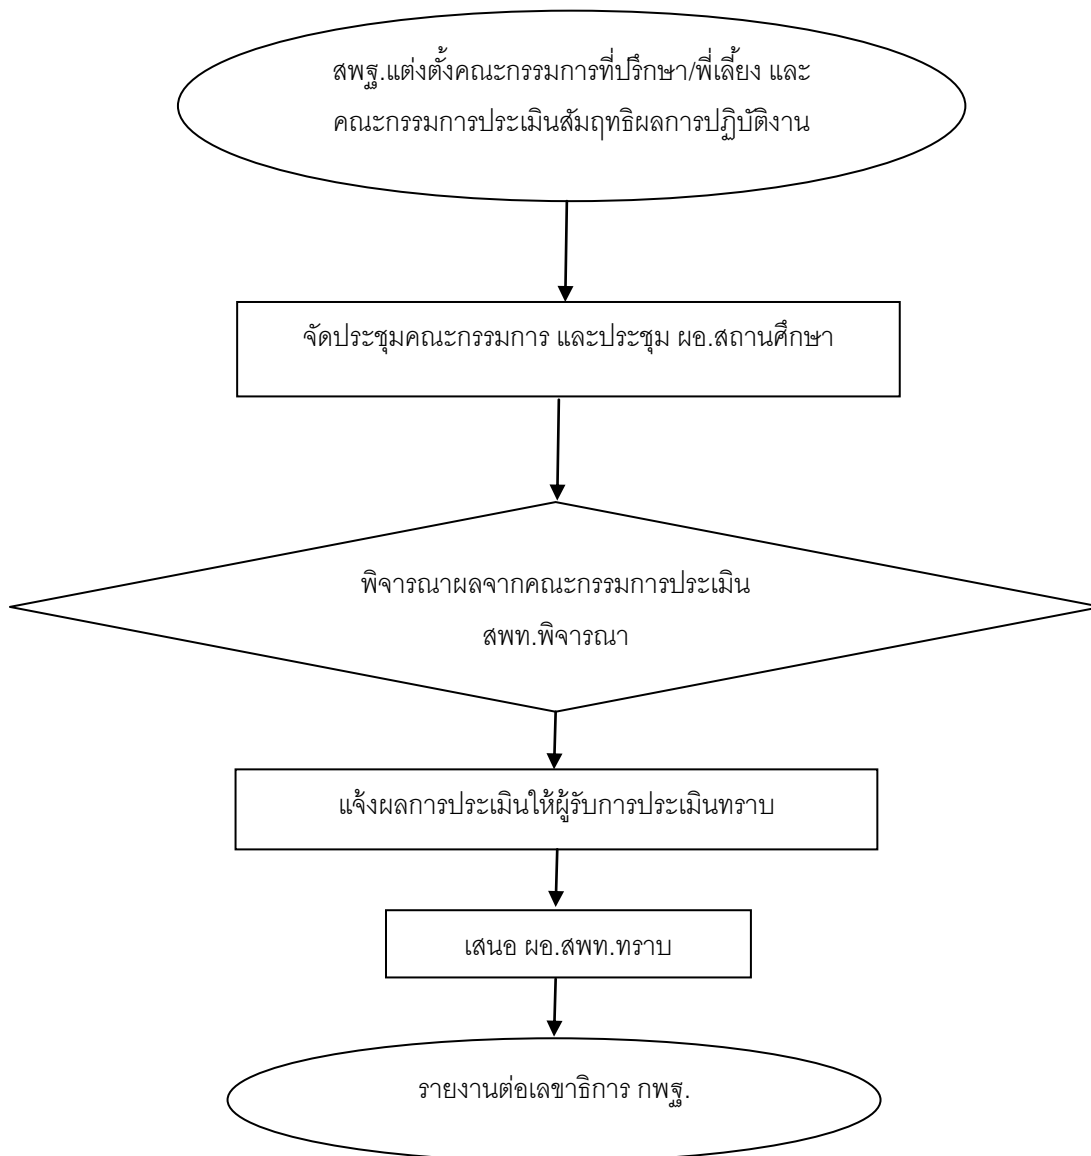 สพฐ.แต่งตั้งคณะกรรมการที่ปรึกษา/พี่เลี้ยง และ
คณะกรรมการประเมินสัมฤทธิผลการปฏิบัติงาน
จัดประชุมคณะกรรมการ และประชุม ผอ.สถานศึกษา
พิจารณาผลจากคณะกรรมการประเมิน
สพท.พิจารณา
แจ้งผลการประเมินให้ผู้รับการประเมินทราบ
เสนอ ผอ.สพท.ทราบ
รายงานต่อเลขาธิการ กพฐ.